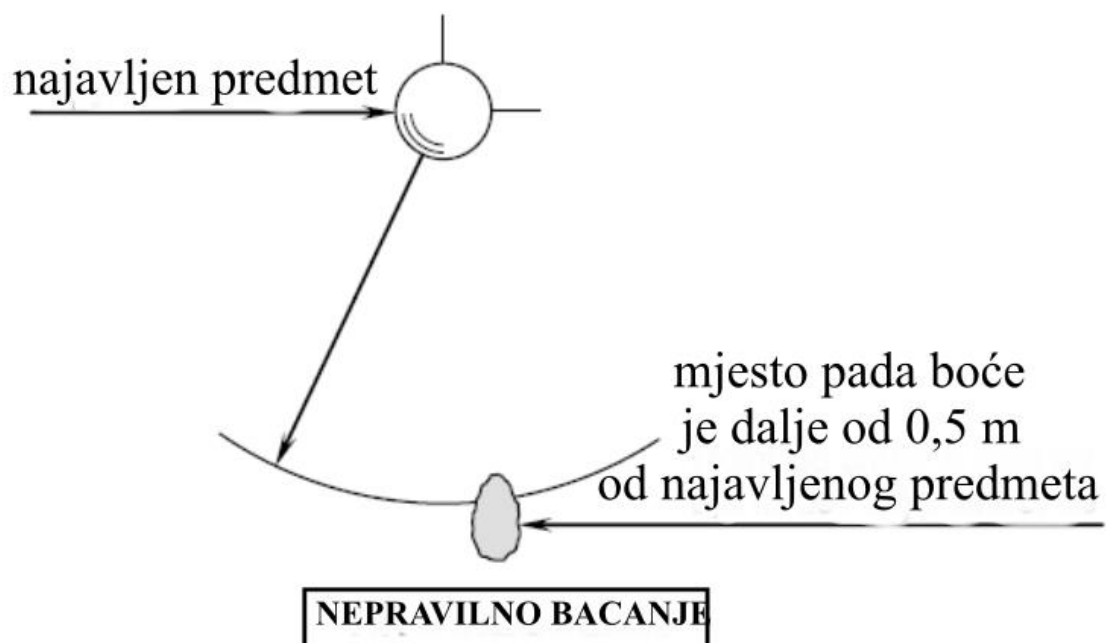 najavljen predmet
mjesto pada boće
je dalje od 0,5 m
od najavljenog predmeta
NEPRAVILNO BACANJE